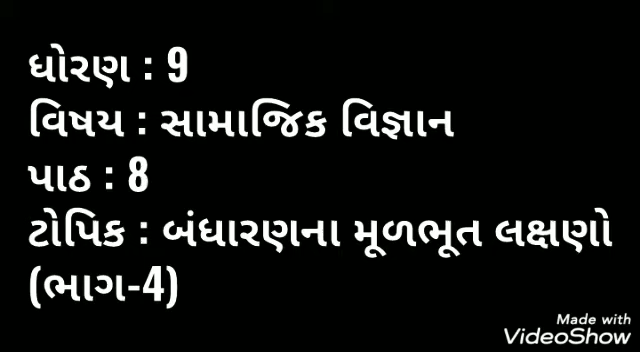 ધોરણ : 9
વિષય : સામાજિક વિજ્ઞાન
પાઠ : 8
ટોપિક : બંધારણના મૂળભૂત લક્ષણો
(ભાગ-4)
Made with
VideoShow